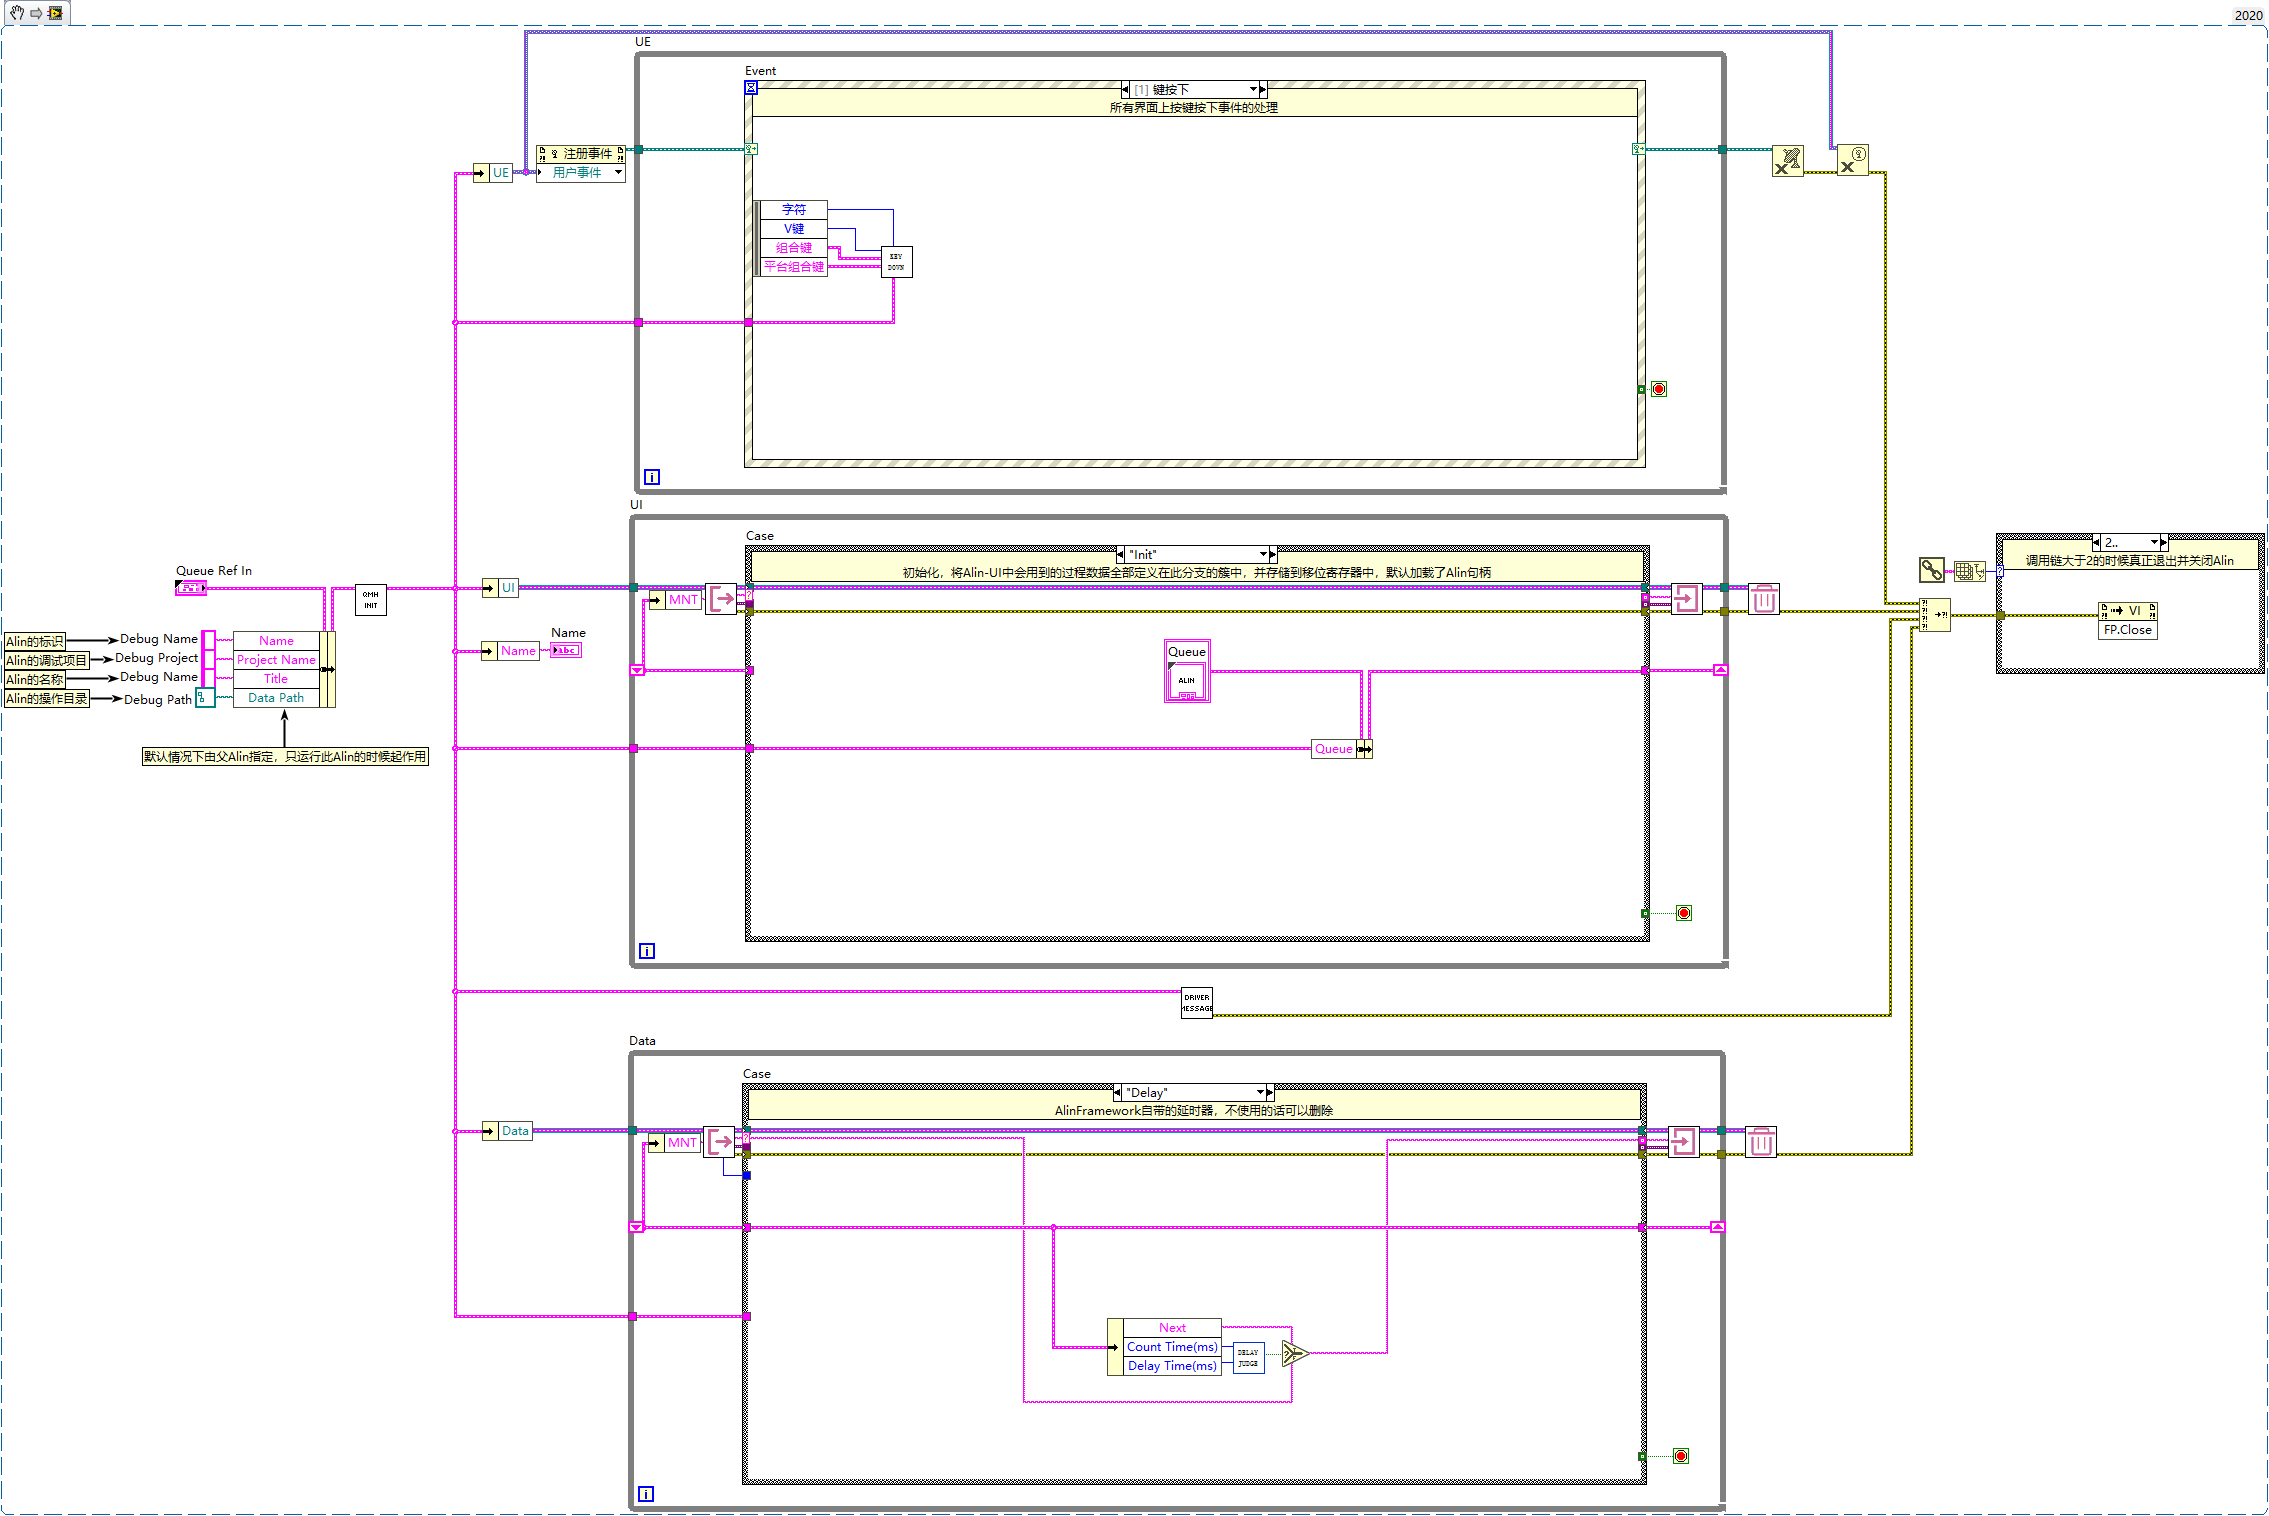 2020
UE
Event
[1] 键按下
所有界面上按键按下事件的处理
UE
注册事件
用户事件
字符
V键
组合键
平台组合键
KEY
DOWN
i
UI
Case
"Init"
初始化，将Alin-UI中会用到的过程数据全部定义在此分支的簇中，并存储到移位寄存器中，默认加载了Alin句柄
Queue Ref In
QMH
INIT
UI
MNT
Name
Name
abc
Queue
ALIN
Queue
i
Alin的标识
Debug Name
Name
Alin的调试项目
Debug Project
Project Name
Alin的名称
Debug Name
Title
Alin的操作目录
Debug Path
Data Path
默认情况下由父Alin指定，只运行此Alin的时候起作用
2..
调用链大于2的时候真正退出并关闭Alin
VI
FP.Close
DRIVER
MESSAGE
Data
Case
"Delay"
AlinFramework自带的延时器，不使用的话可以删除
Data
MNT
Next
Count Time(ms)
Delay Time(ms)
DELAY
JUDGE
i